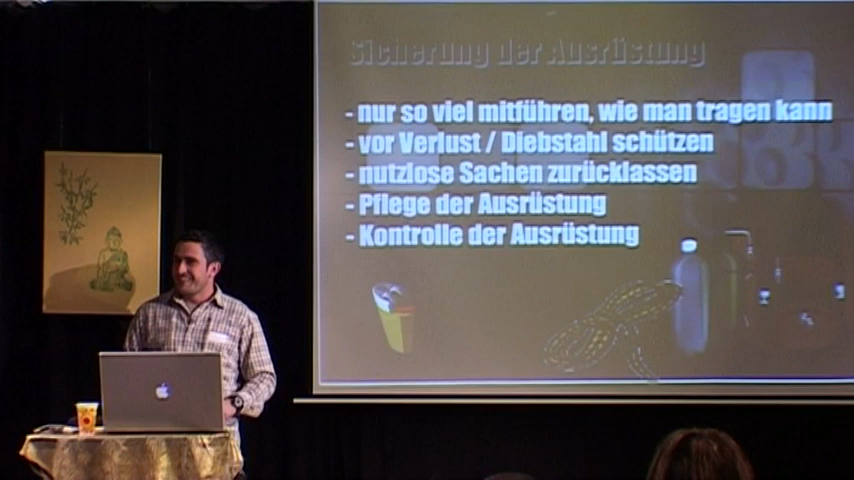 Sicherung der Ausrüstung
- nur so viel mitführen, wie man tragen kann
- vor Verlust / Diebstahl schützen
- nutzlose Sachen zurücklassen
- Pflege der Ausrüstung
- Kontrolle der Ausrüstung